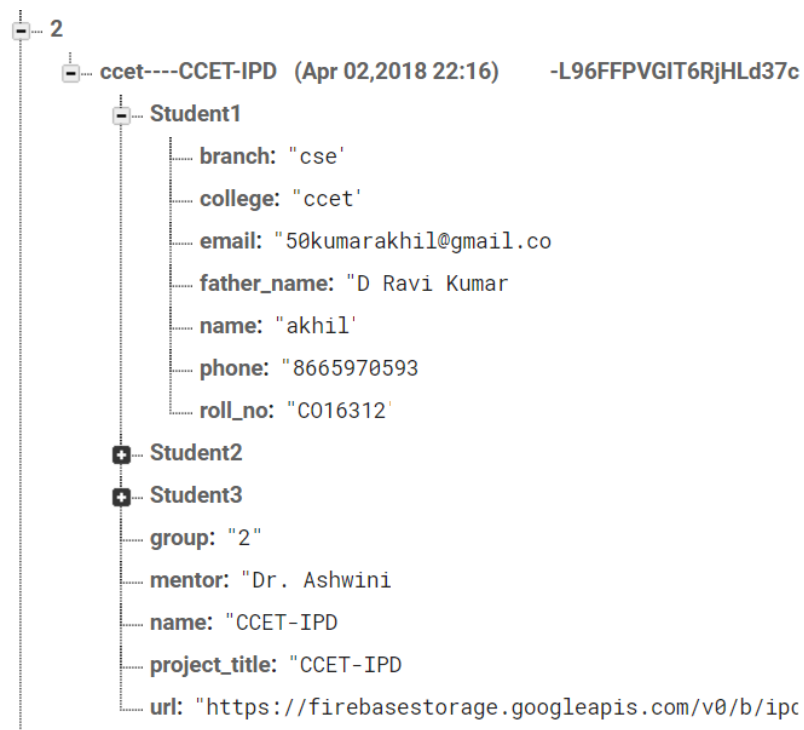 2
ccet----CCET-IPD (Apr 02,2018 22:16) -L96FFPVGIT6RjHLd37c
Student1
branch: "cse'
college: "ccet'
email: "50kumarakhil@gmail.co
father_name: "D Ravi Kumar
name: "akhil'
phone: "8665970593
roll_no: "CO16312'
Student2
Student3
group: "2"
mentor: "Dr. Ashwini
name: "CCET-IPD
project_title: "CCET-IPD
url: "https://firebasestorage.googleapis.com/v0/b/ipd